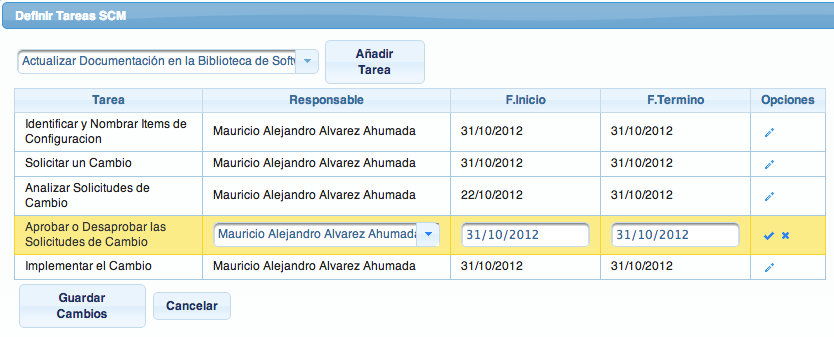 Definir Tareas SCM
Actualizar Documentación en la Biblioteca de Softw
Añadir
Tarea
Tarea Responsable F.Inicio F.Termino Opciones
Identificar y Nombrar Items de
Configuracion
Mauricio Alejandro Alvarez Ahumada 31/10/2012 31/10/2012
Solicitar un Cambio Mauricio Alejandro Alvarez Ahumada 31/10/2012 31/10/2012
Analizar Solicitudes de
Cambio
Mauricio Alejandro Alvarez Ahumada 22/10/2012 31/10/2012
Aprobar o Desaprobar las
Solicitudes de Cambio
Mauricio Alejandro Alvarez Ahumada 31/10/2012 31/10/2012
Implementar el Cambio Mauricio Alejandro Alvarez Ahumada 31/10/2012 31/10/2012
Guardar
Cambios
Cancelar